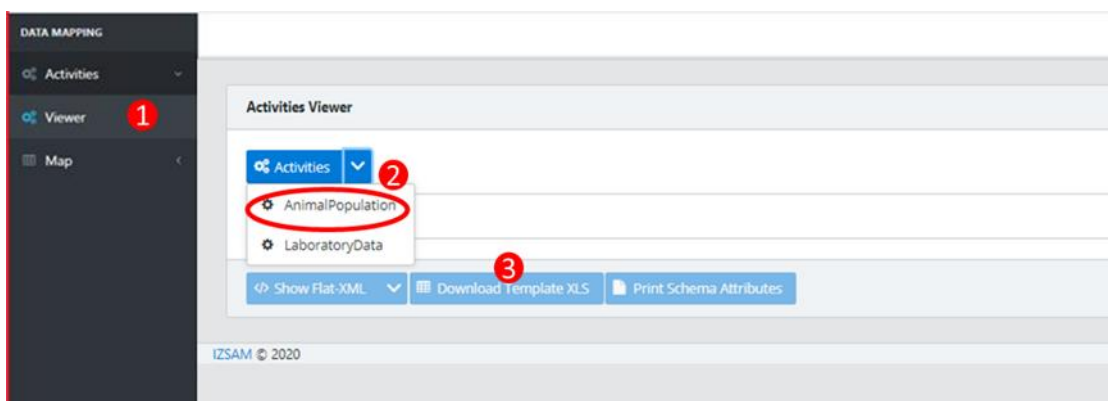 DATA MAPPING
Activities
Viewer
1
Map
Activities Viewer
Activities
2
AnimalPopulation
LaboratoryData
3
</> Show Flat-XML
Download Template XLS
Print Schema Attributes
IZSAM © 2020